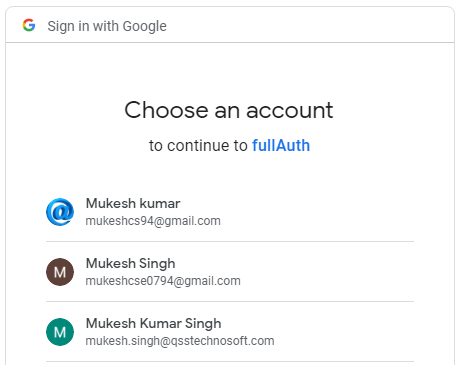 Sign in with Google
Choose an account
to continue to fullAuth
Mukesh kumar
mukeshcs94@gmail.com
M
Mukesh Singh
mukeshcse0794@gmail.com
M
Mukesh Kumar Singh
mukesh.singh@qsstechnosoft.com